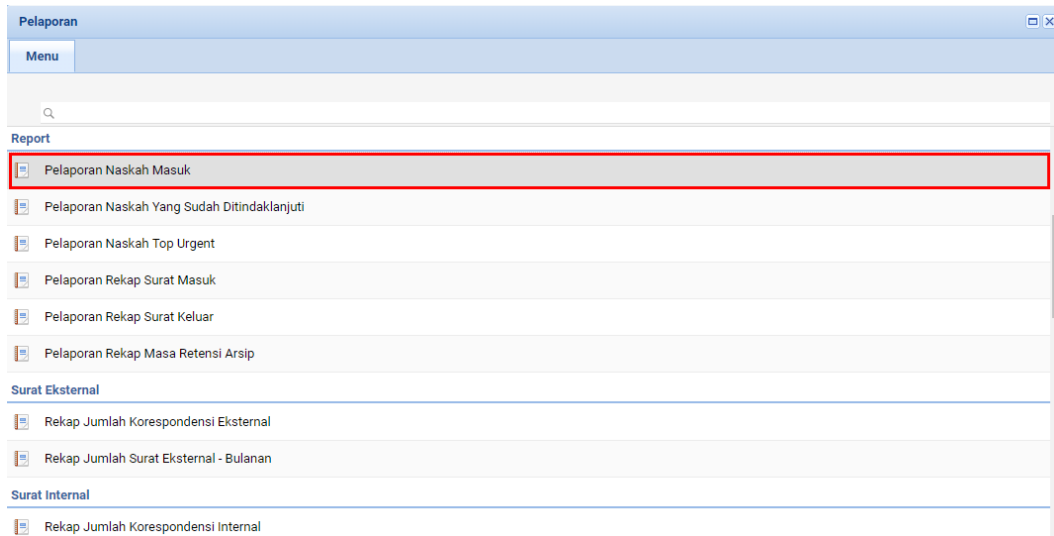 Pelaporan
Menu
Report
Pelaporan Naskah Masuk
Pelaporan Naskah Yang Sudah Ditindaklanjuti
Pelaporan Naskah Top Urgent
Pelaporan Rekap Surat Masuk
Pelaporan Rekap Surat Keluar
Pelaporan Rekap Masa Retensi Arsip
Surat Eksternal
Rekap Jumlah Korespondensi Eksternal
Rekap Jumlah Surat Eksternal - Bulanan
Surat Internal
Rekap Jumlah Korespondensi Internal